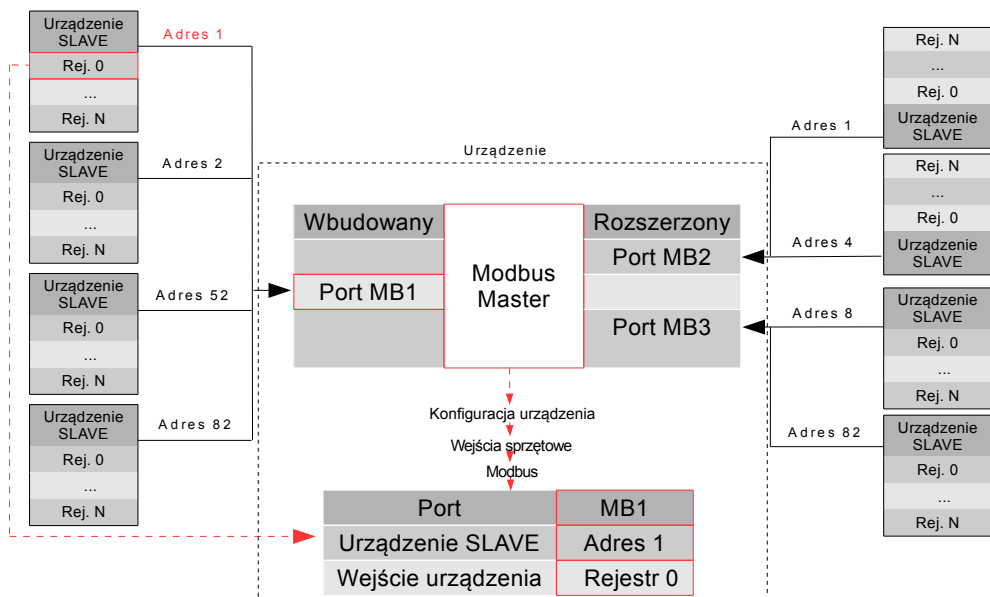 Urządzenie
SLAVE
Rej. 0
...
Rej. N
Adres 1
Urządzenie
SLAVE
Rej. 0
...
Rej. N
Adres 2
Urządzenie
SLAVE
Rej. 0
...
Rej. N
Adres 52
Urządzenie
SLAVE
Rej. 0
...
Rej. N
Adres 82
Urządzenie
Wbudowany
Port MB1
Modbus
Master
Rozszerzony
Port MB2
Port MB3
Konfiguracja urządzenia
Wejścia sprzętowe
Modbus
Port MB1
Urządzenie SLAVE Adres 1
Wejście urządzenia Rejestr 0
Rej. N
...
Rej. 0
Urządzenie
SLAVE
Adres 1
Rej. N
...
Rej. 0
Urządzenie
SLAVE
Adres 4
Urządzenie
SLAVE
Rej. 0
...
Rej. N
Adres 8
Urządzenie
SLAVE
Rej. 0
...
Rej. N
Adres 82